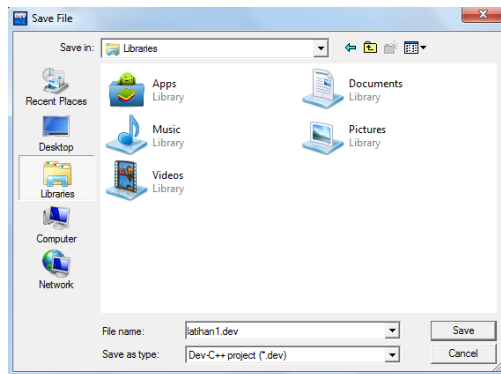 DEV Save File
Save in: Libraries
Recent Places
Desktop
Libraries
Computer
Network
Apps
Library
Documents
Library
Music
Library
Pictures
Library
Videos
Library
File name: latihan1.dev Save
Save as type: Dev-C++ project (*.dev) Cancel